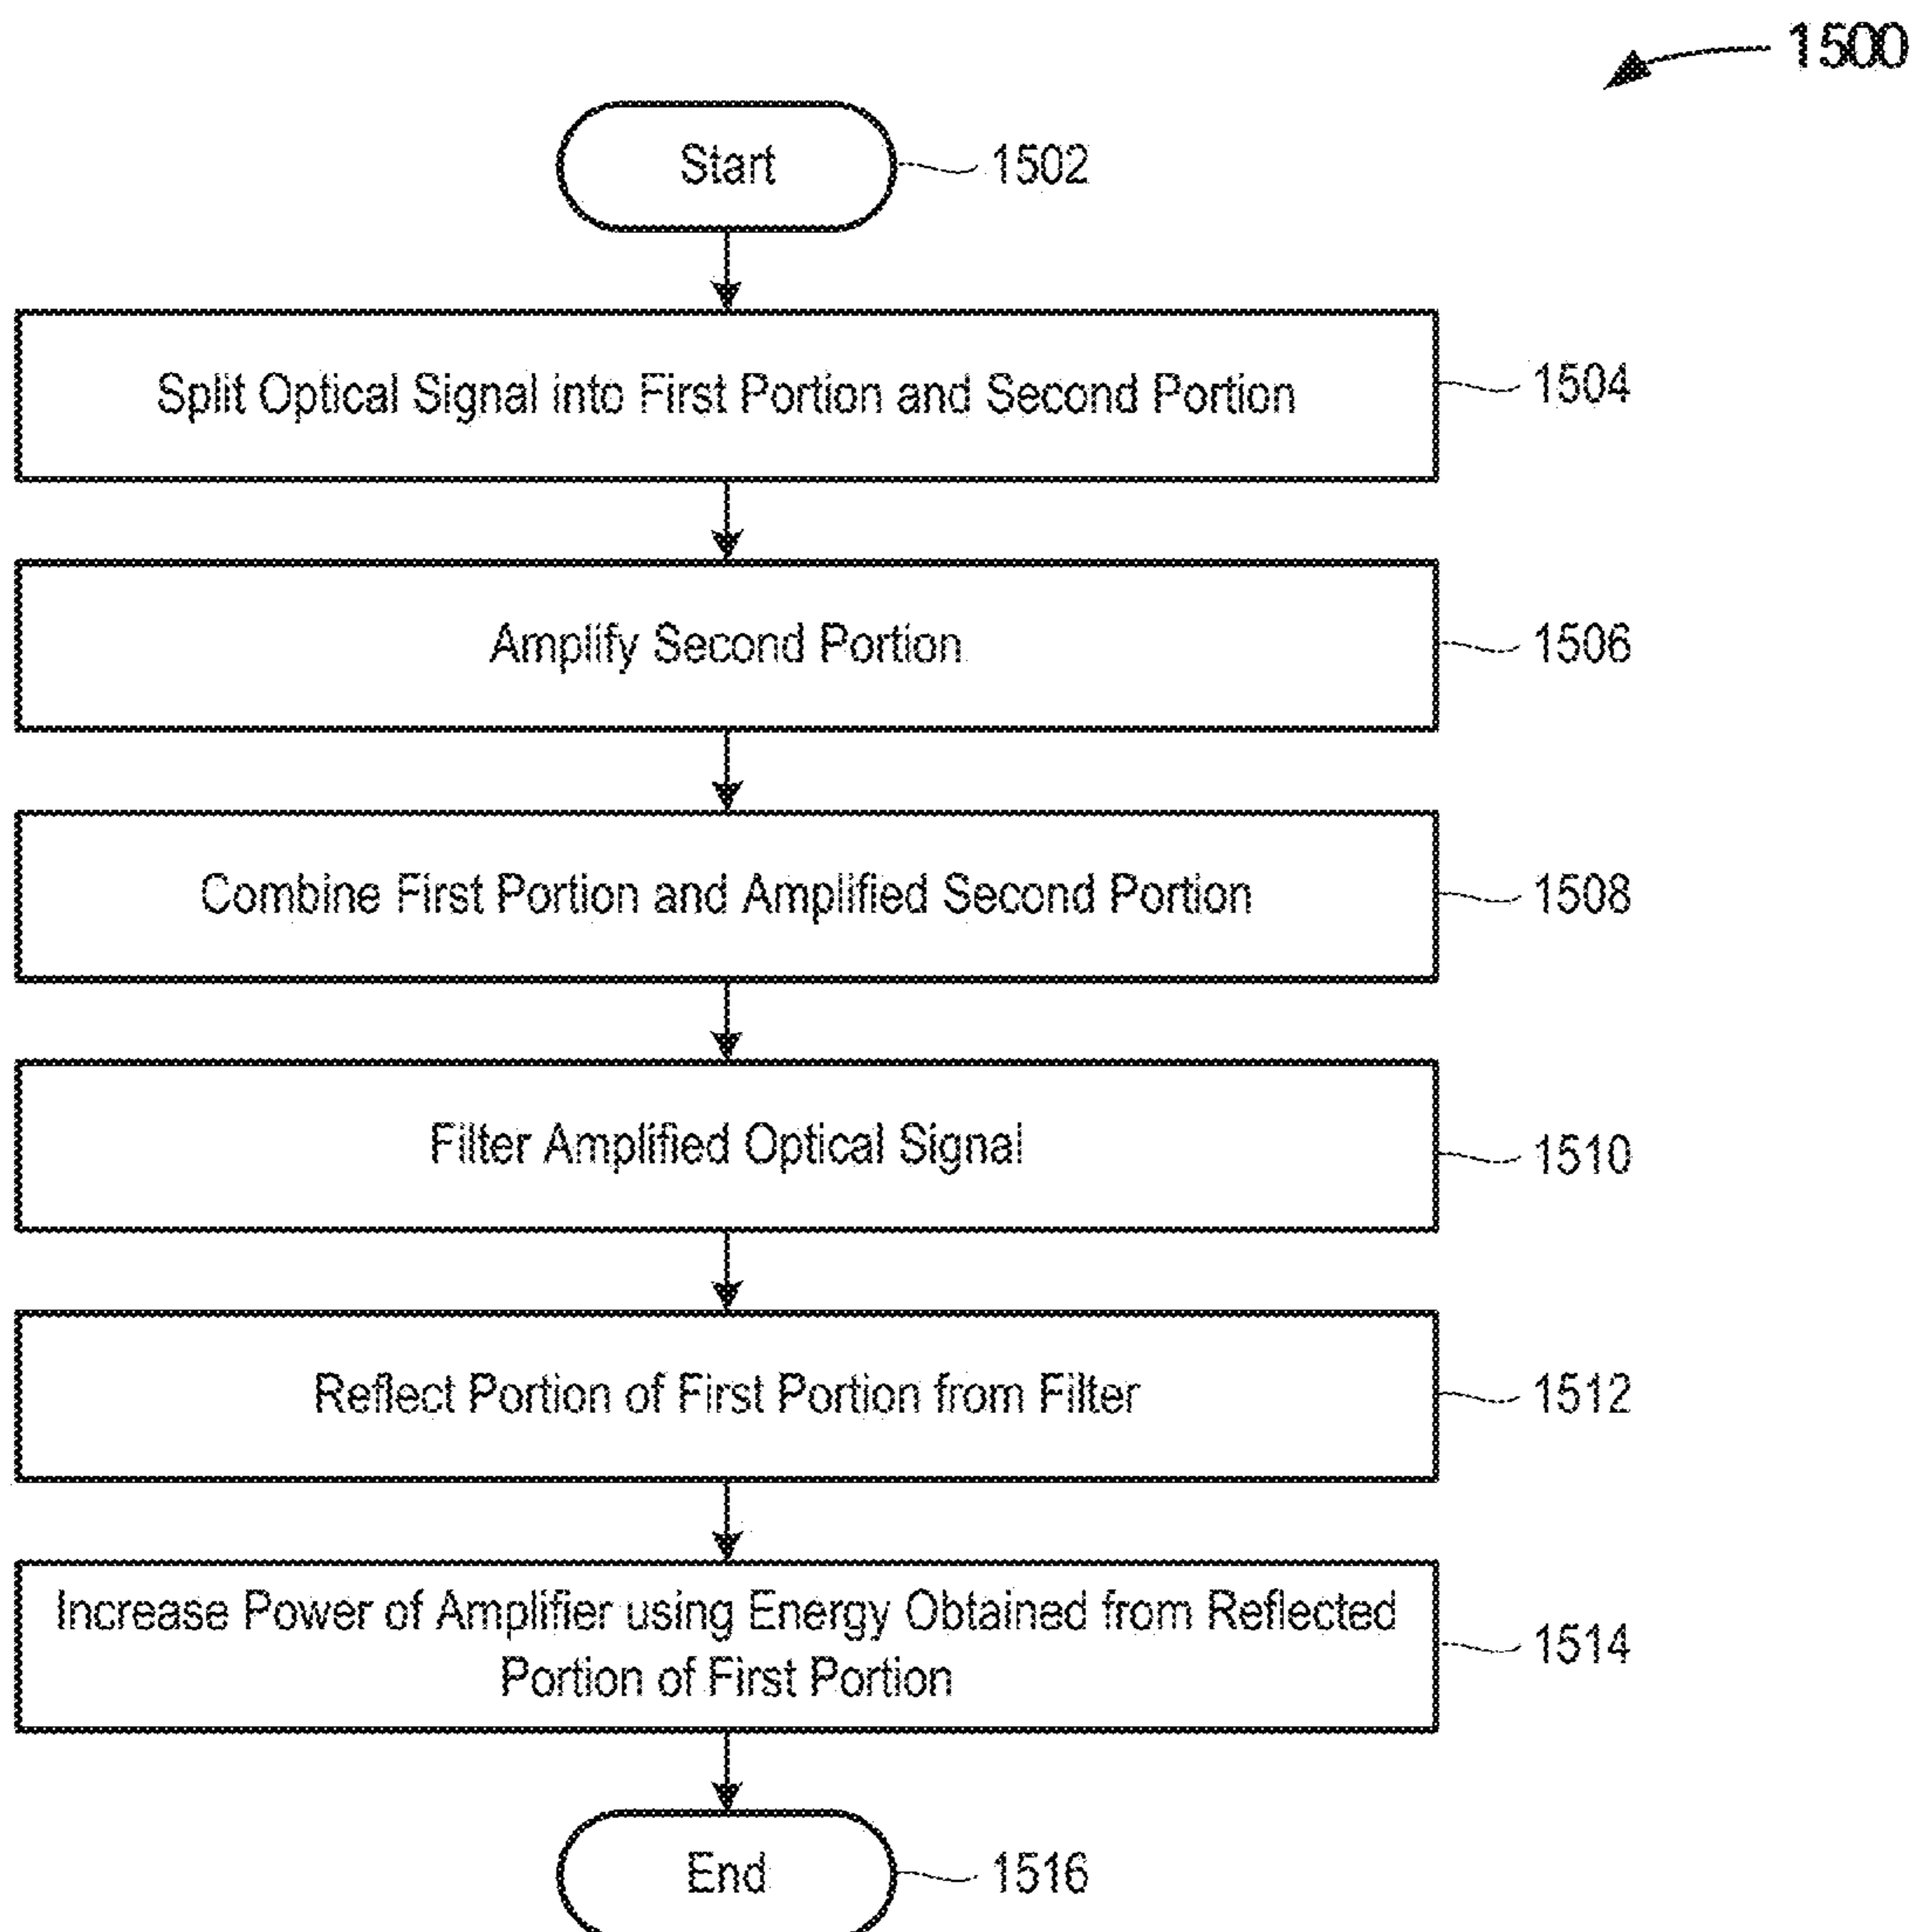 1500
Start
1502
Split Optical Signal into First Portion and Second Portion
1504
Amplify Second Portion
1506
Combine First Portion and Amplified Second Portion
1508
Filter Amplified Optical Signal
1510
Reflect Portion of First Portion from Filter
1512
Increase Power of Amplifier using Energy Obtained from Reflected
Portion of First Portion
1514
End
1516